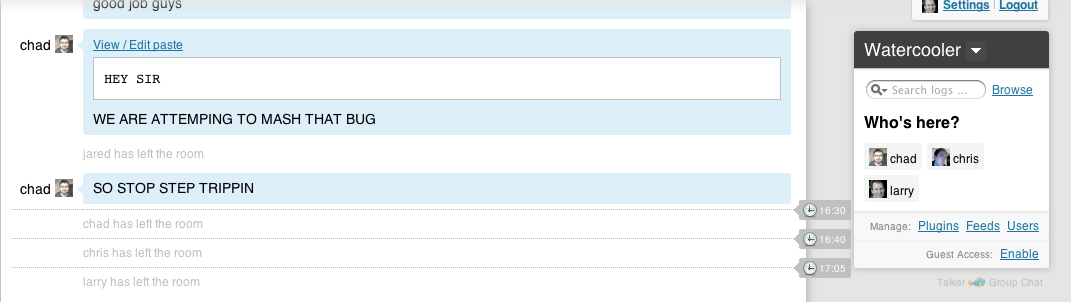 good job guys
chad
View / Edit paste
HEY SIR
WE ARE ATTEMPING TO MASH THAT BUG
jared has left the room
chad SO STOP STEP TRIPPIN
16:30
chad has left the room
16:40
chris has left the room
17:05
larry has left the room
Settings | Logout
Watercooler
Search logs ...
Browse
Who's here?
chad chris
larry
Manage: Plugins Feeds Users
Guest Access: Enable
Talker Group Chat